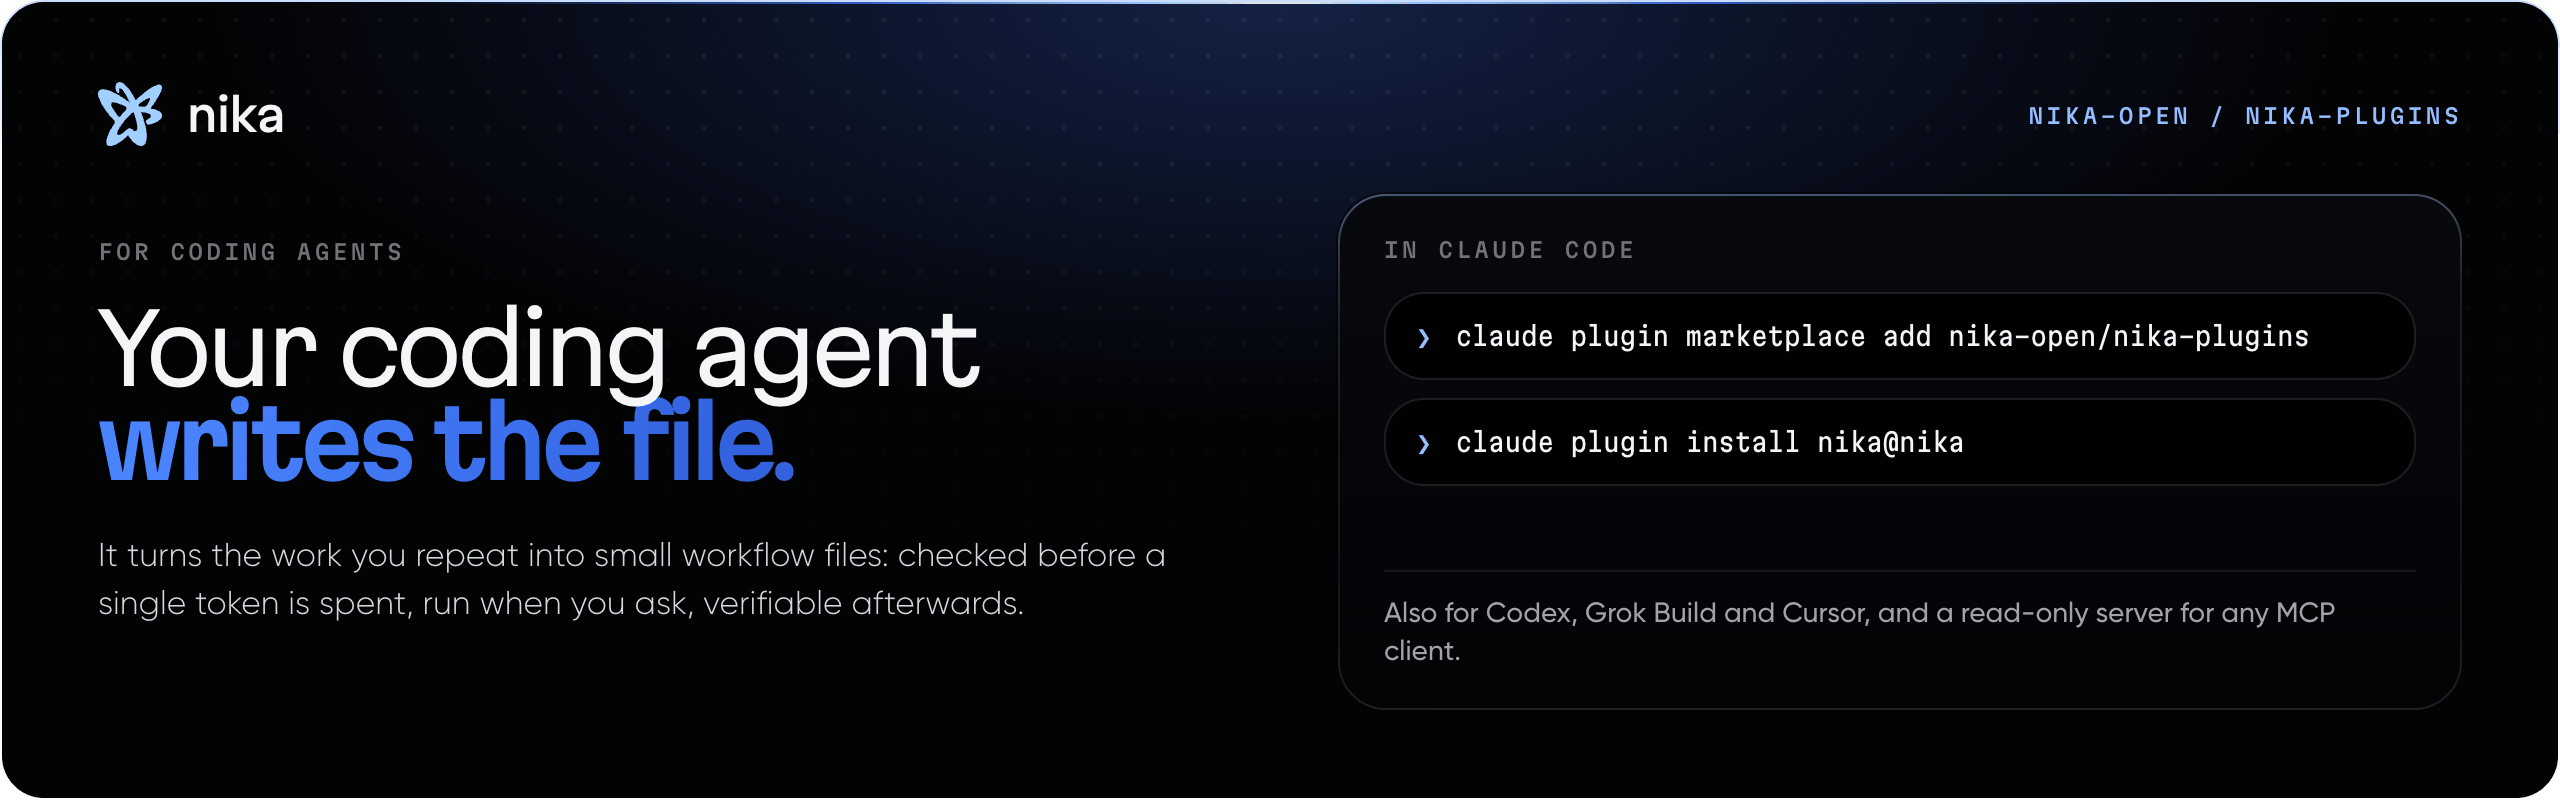 nika
NIKA-OPEN / NIKA-PLUGINS
FOR CODING AGENTS
Your coding agent
writes the file.
It turns the work you repeat into small workflow files: checked before a
single token is spent, run when you ask, verifiable afterwards.
IN CLAUDE CODE
❯ claude plugin marketplace add nika-open/nika-plugins
❯ claude plugin install nika@nika
Also for Codex, Grok Build and Cursor, and a read-only server for any MCP
client.